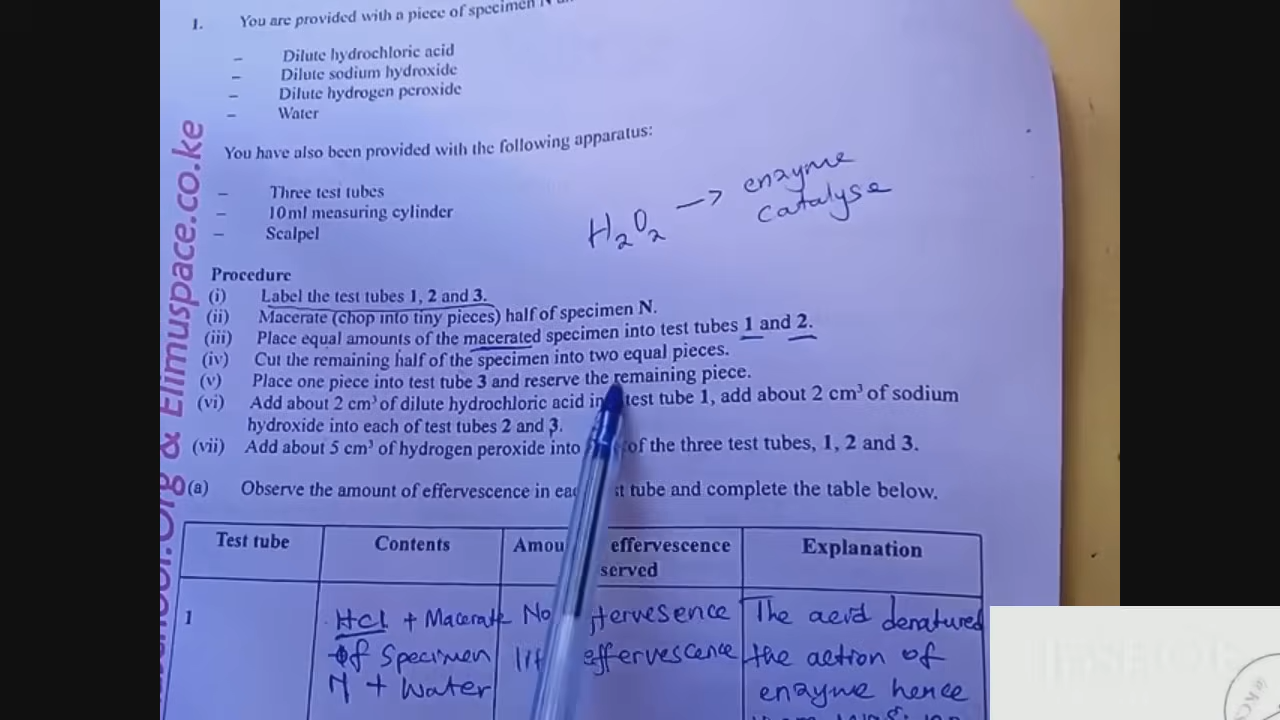 1. You are provided with a piece of specimen N
– Dilute hydrochloric acid
– Dilute sodium hydroxide
– Dilute hydrogen peroxide
– Water
You have also been provided with the following apparatus:
– Three test tubes
– 10ml measuring cylinder
– Scalpel
H2O2 → enzyme catalyse
Procedure
(i) Label the test tubes 1, 2 and 3.
(ii) Macerate (chop into tiny pieces) half of specimen N.
(iii) Place equal amounts of the macerated specimen into test tubes 1 and 2.
(iv) Cut the remaining half of the specimen into two equal pieces.
(v) Place one piece into test tube 3 and reserve the remaining piece.
(vi) Add about 2 cm³ of dilute hydrochloric acid in test tube 1, add about 2 cm³ of sodium
hydroxide into each of test tubes 2 and 3.
(vii) Add about 5 cm³ of hydrogen peroxide into of the three test tubes, 1, 2 and 3.
(a) Observe the amount of effervescence in tube and complete the table below.
Test tube Contents effervescence Explanation
1 HCl + Macerate No The acid denatured
of Specimen effervescence the action of
+ Water enzyme hence
& Elimuspace.co.ke